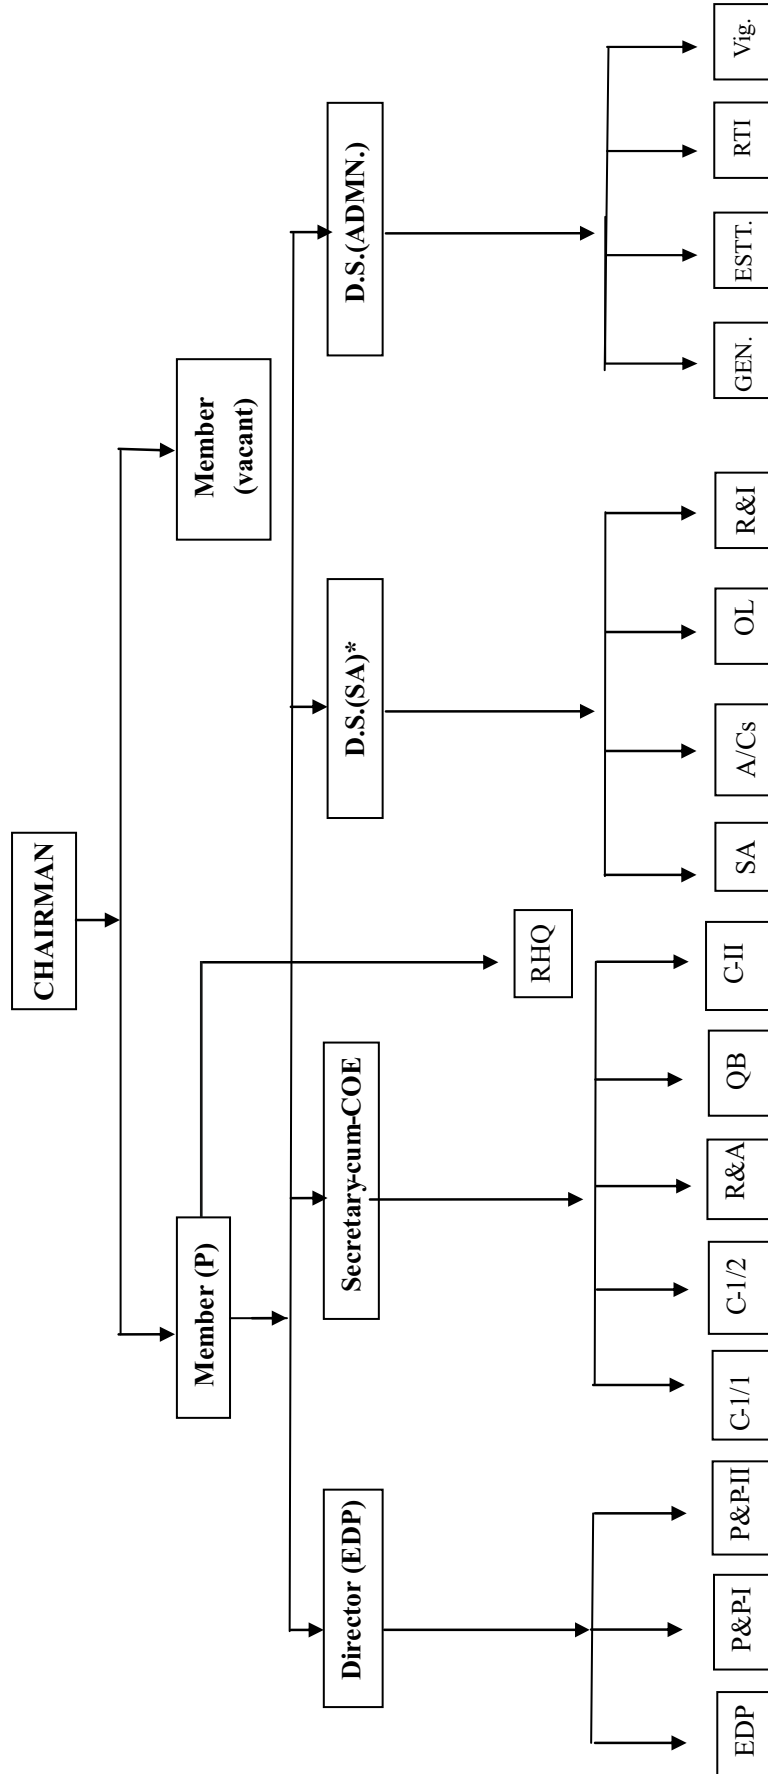 CHAIRMAN
Member (P)
Member
(vacant)
Director (EDP)
Secretary-cum-COE
D.S.(SA)*
D.S.(ADMN.)
RHQ
EDP
P&P-I
P&P-II
C-1/1
C-1/2
R&A
QB
C-II
SA
A/Cs
OL
R&I
GEN.
ESTT.
RTI
Vig.